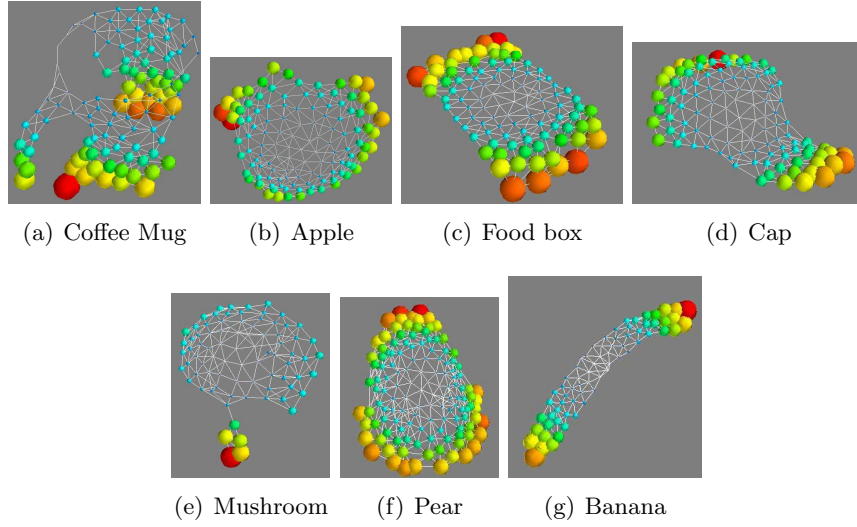 (a) Coffee Mug
(b) Apple
(c) Food box
(d) Cap
(e) Mushroom
(f) Pear
(g) Banana